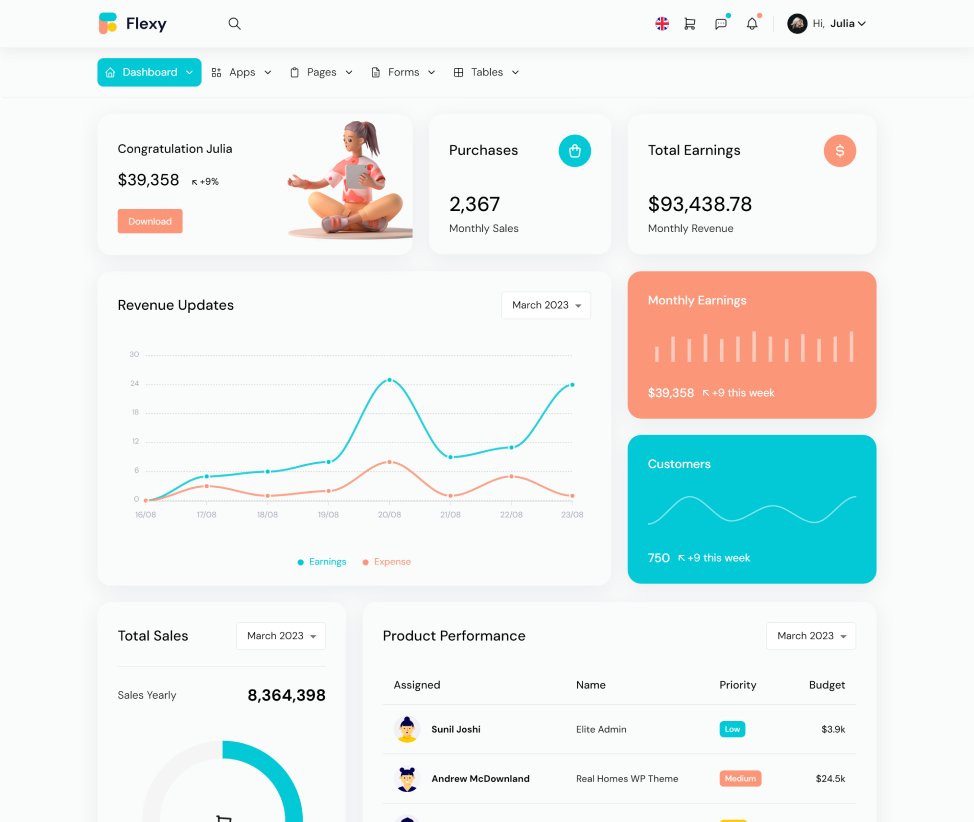 Flexy
Hi, Julia
Dashboard Apps Pages Forms Tables
Congratulation Julia
$39,358 +9%
Download
Purchases
2,367
Monthly Sales
Total Earnings
$
$93,438.78
Monthly Revenue
Revenue Updates
March 2023
30
24
18
12
6
0
16/08 17/08 18/08 19/08 20/08 21/08 22/08 23/08
Earnings Expense
Monthly Earnings
$39,358 +9 this week
Customers
750 +9 this week
Total Sales
March 2023
Sales Yearly 8,364,398
Product Performance
March 2023
Assigned Name Priority Budget
Sunil Joshi Elite Admin Low $3.9k
Andrew McDownland Real Homes WP Theme Medium $24.5k